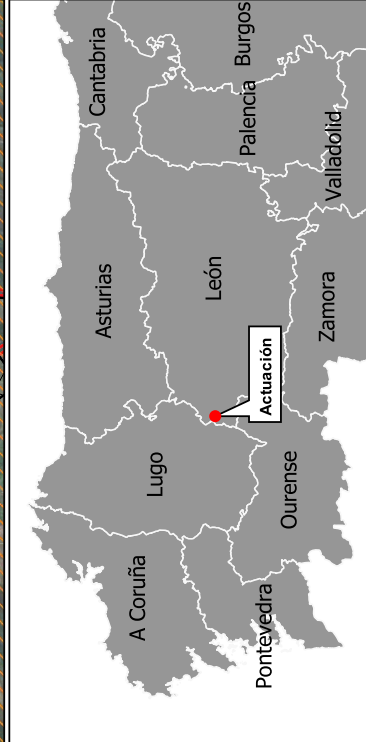 Cantabria
Burgos
Palencia
Valladolid
Asturias
León
Zamora
Actuación
Lugo
Ourense
A Coruña
Pontevedra